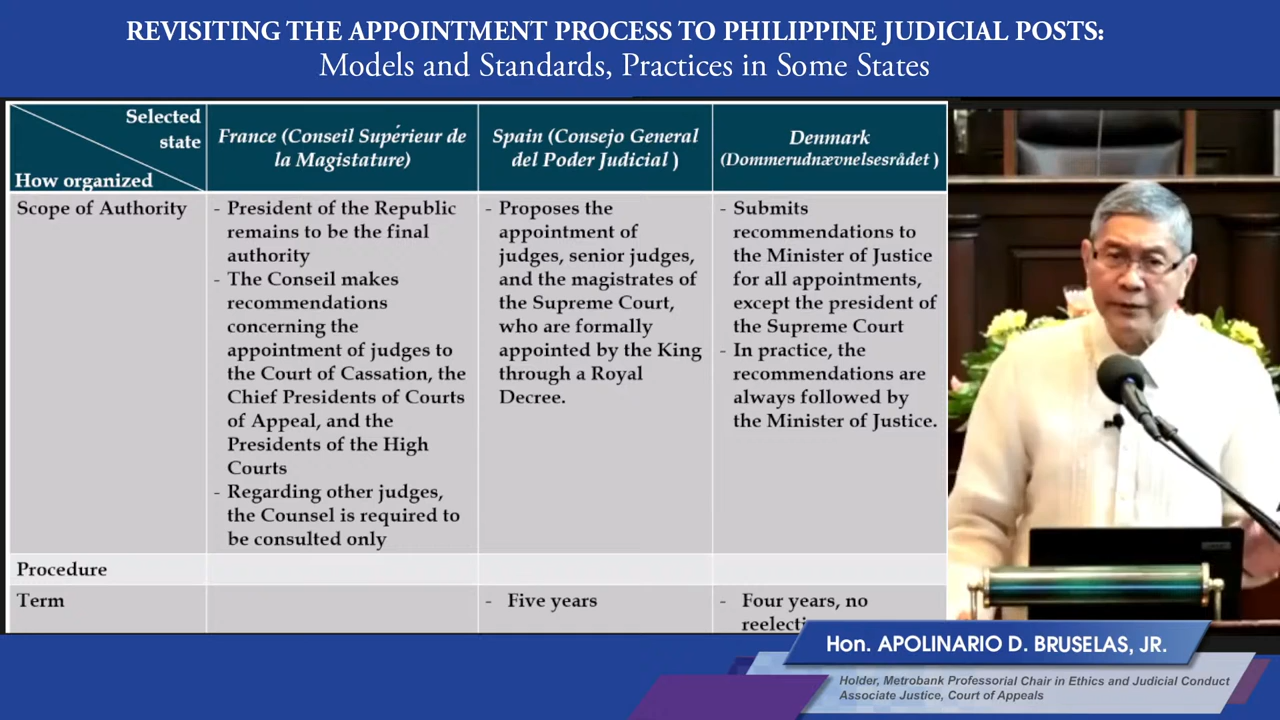 REVISITING THE APPOINTMENT PROCESS TO PHILIPPINE JUDICIAL POSTS:
Models and Standards, Practices in Some States
Selected
state
How organized
France (Conseil Supérieur de
la Magistature)
Spain (Consejo General
del Poder Judicial )
Denmark
(Dommerudnævnelsesrådet )
Scope of Authority
- President of the Republic
remains to be the final
authority
- The Conseil makes
recommendations
concerning the
appointment of judges to
the Court of Cassation, the
Chief Presidents of Courts
of Appeal, and the
Presidents of the High
Courts
- Regarding other judges,
the Counsel is required to
be consulted only
- Proposes the
appointment of
judges, senior judges,
and the magistrates of
the Supreme Court,
who are formally
appointed by the King
through a Royal
Decree.
- Submits
recommendations to
the Minister of Justice
for all appointments,
except the president of
the Supreme Court
- In practice, the
recommendations are
always followed by
the Minister of Justice.
Procedure
Term
- Five years
- Four years, no
Hon. APOLINARIO D. BRUSELAS, JR.
Holder, Metrobank Professorial Chair in Ethics and Judicial Conduct
Associate Justice, Court of Appeals